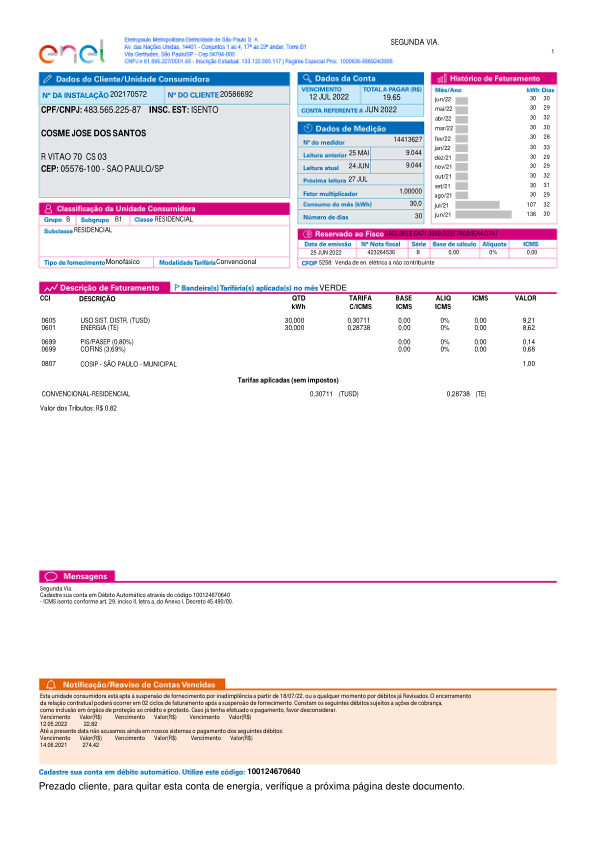 enel
Eletropaulo Metropolitana Eletricidade de São Paulo S. A.
Av. das Nações Unidas, 14401 - Conjuntos 1 ao 4, 17º ao 23º andar, Torre B1
Vila Gertrudes, São Paulo/SP - Cep 04794-000
CNPJ n 61.695.227/0001-93 - Inscrição Estadual: 133.122.090.117 | Regime Especial Proc.
SEGUNDA VIA.
1
Dados do Cliente/Unidade Consumidora
Nº DA INSTALAÇÃO 202170572 Nº DO CLIENTE 20586692
CPF/CNPJ: 483.565.225-87 INSC. EST: ISENTO
COSME JOSE DOS SANTOS
R VITAO 70 CS 03
CEP: 05576-100 - SAO PAULO/SP
Classificação da Unidade Consumidora
Grupo B Subgrupo B1 Classe RESIDENCIAL
Subclasse RESIDENCIAL
Tipo de fornecimento Monofásico Modalidade Tarifária Convencional
Dados da Conta
VENCIMENTO TOTAL A PAGAR (R$)
12 JUL 2022 19,65
CONTA REFERENTE A JUN 2022
Dados de Medição
Nº do medidor 14413627
Leitura anterior 25 MAI 9.044
Leitura atual 24 JUN 9.044
Próxima leitura 27 JUL
Fator multiplicador 1,00000
Consumo do mês (kWh) 30,0
Número de dias 30
Histórico de Faturamento
Mês/Ano kWh Dias
jun/22 30 30
mai/22 30 29
abr/22 30 32
mar/22 30 30
fev/22 30 28
jan/22 30 33
dez/21 30 29
nov/21 30 29
out/21 30 32
set/21 30 31
ago/21 30 29
jul/21 107 32
jun/21 136 30
Reservado ao Fisco
Data de emissão Nº Nota fiscal Série Base de cálculo Alíquota ICMS
25 JUN 2022 423264536 B 0,00 0% 0,00
CFOP 5258: Venda de en. elétrica a não contribuinte
Descrição de Faturamento Bandeira(s) Tarifária(s) aplicada(s) no mês VERDE
CCI DESCRIÇÃO QTD TARIFA BASE ALIQ ICMS VALOR
kWh C/ICMS ICMS ICMS
0605 USO SIST. DISTR. (TUSD) 30,000 0,30711 0,00 0% 0,00 9,21
0601 ENERGIA (TE) 30,000 0,28738 0,00 0% 0,00 8,62
0699 PIS/PASEP (0,80%) 0,00 0% 0,00 0,14
0699 COFINS (3,69%) 0,00 0% 0,00 0,68
0807 COSIP - SÃO PAULO - MUNICIPAL 1,00
Tarifas aplicadas (sem impostos)
CONVENCIONAL-RESIDENCIAL 0,30711 (TUSD) 0,28738 (TE)
Valor dos Tributos: R$ 0,82
Mensagens
Segunda Via.
Cadastre sua conta em Débito Automático através do código 100124670640
- ICMS isento conforme art. 29, inciso II, letra a, do Anexo I, Decreto 45.490/00.
Notificação/Reaviso de Contas Vencidas
Esta unidade consumidora está apta à suspensão de fornecimento por inadimplência a partir de 18/07/22, ou a qualquer momento por débitos já Revisados. O encerramento
da relação contratual poderá ocorrer em 02 ciclos de faturamento após a suspensão de fornecimento. Constam os seguintes débitos sujeitos a ações de cobrança,
como inclusão em órgãos de proteção ao crédito e protesto. Caso já tenha efetuado o pagamento, favor desconsiderar.
Vencimento Valor(R$) Vencimento Valor(R$) Vencimento Valor(R$)
12.05.2022 22,82
Até a presente data não acusamos ainda em nossos sistemas o pagamento dos seguintes débitos:
Vencimento Valor(R$) Vencimento Valor(R$) Vencimento Valor(R$)
14.06.2021 274,42
Cadastre sua conta em débito automático. Utilize este código: 100124670640
Prezado cliente, para quitar esta conta de energia, verifique a próxima página deste documento.